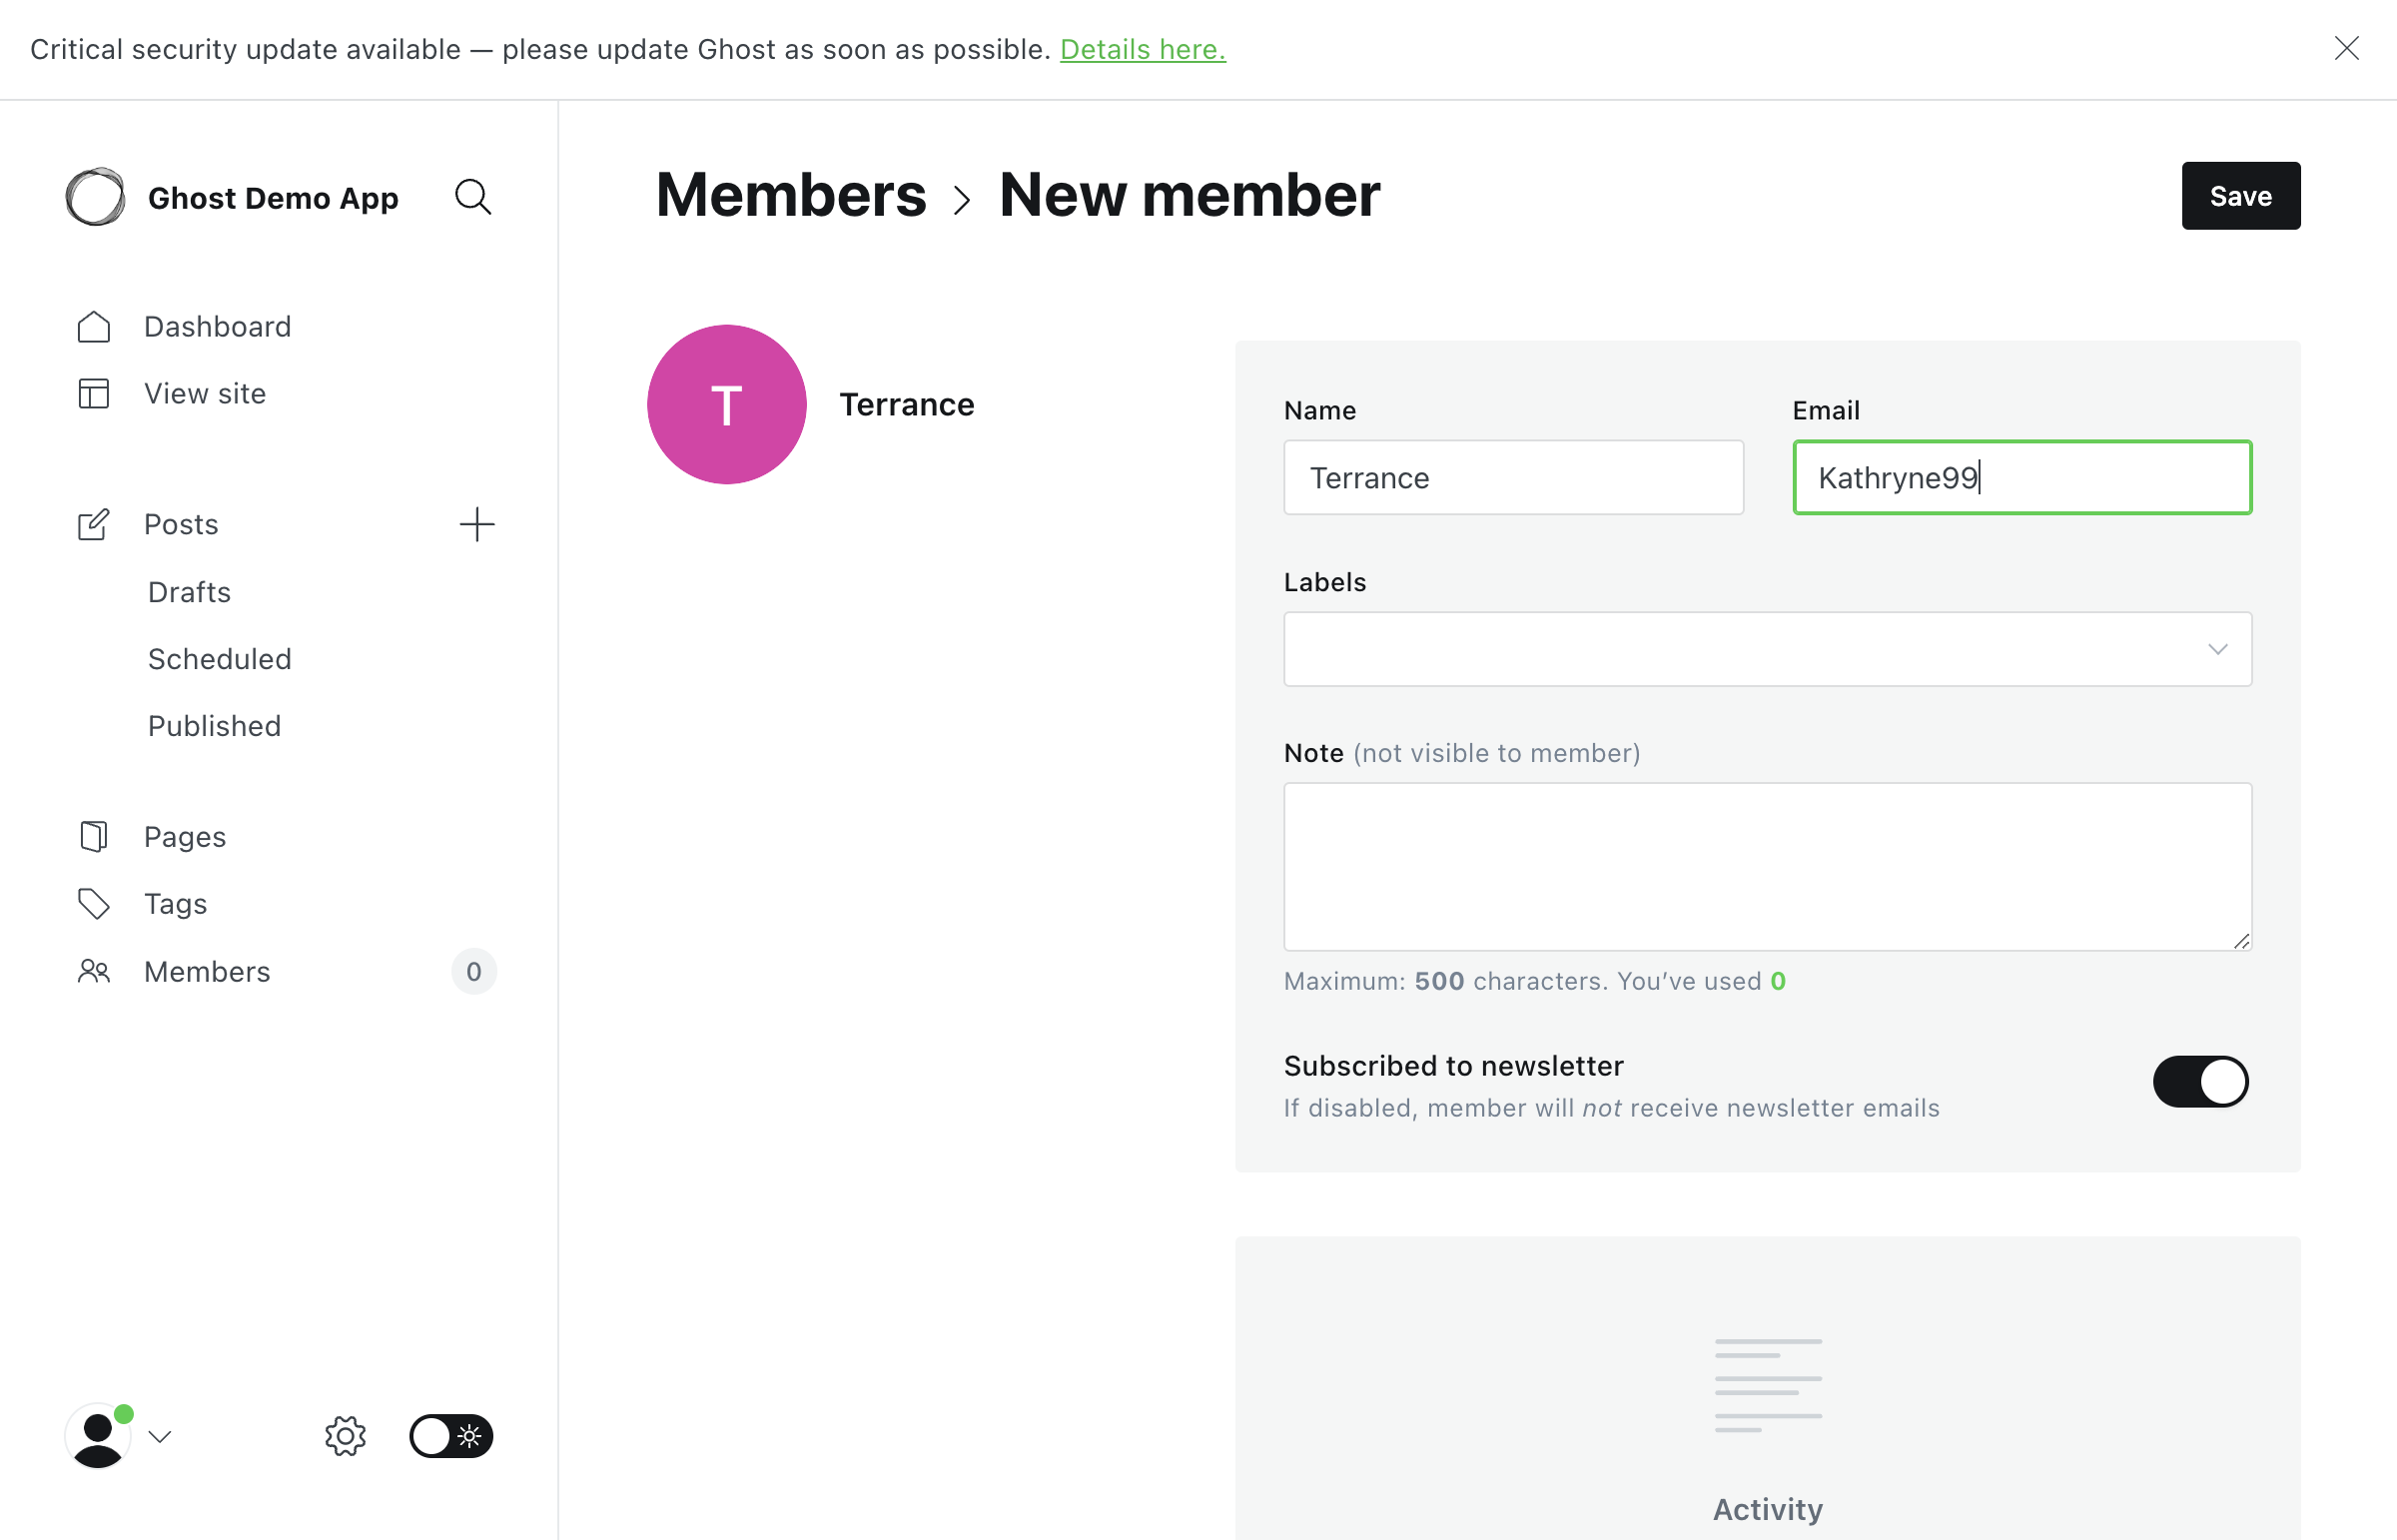 Critical security update available — please update Ghost as soon as possible. Details here.
Ghost Demo App
Dashboard
View site
Posts
Drafts
Scheduled
Published
Pages
Tags
Members 0
Members > New member
Save
T
Terrance
Name
Terrance
Email
Kathryne99
Labels
Note (not visible to member)
Maximum: 500 characters. You’ve used 0
Subscribed to newsletter
If disabled, member will not receive newsletter emails
Activity